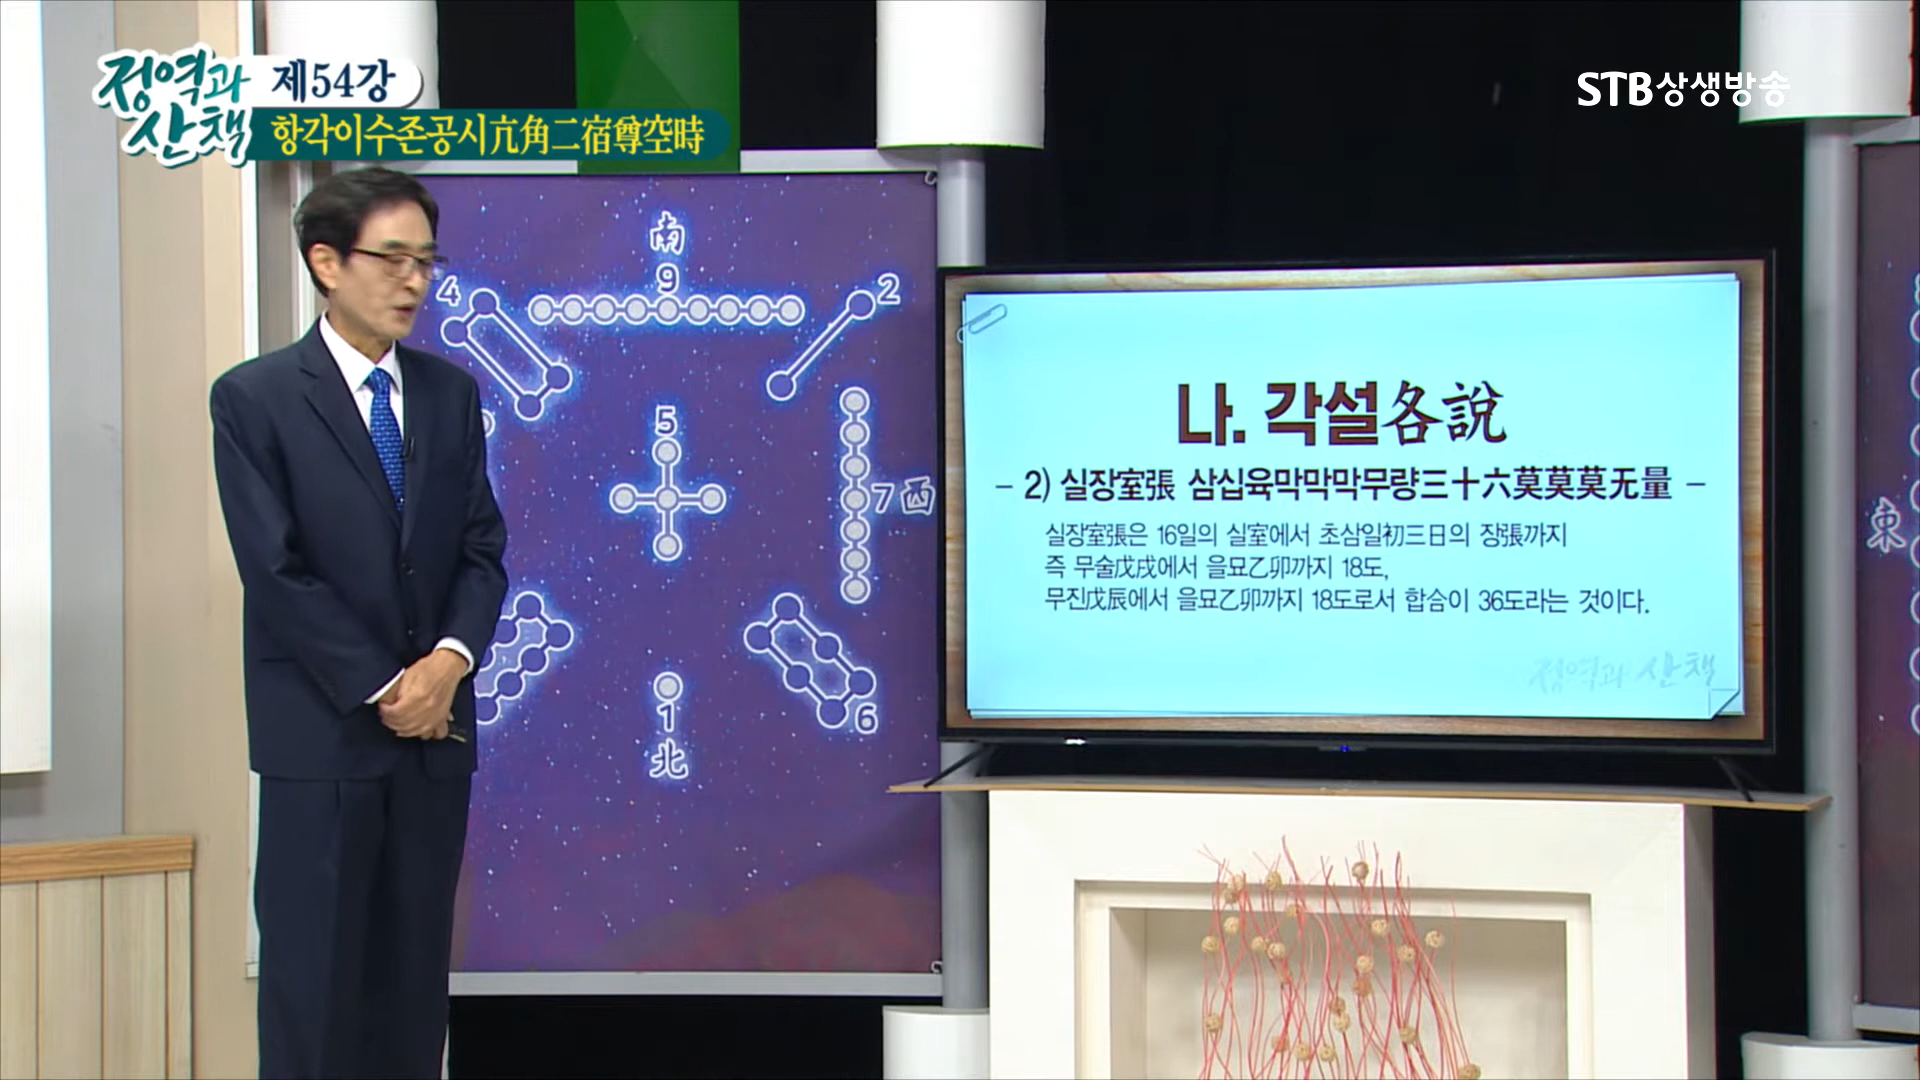 정역과 산책
제54강
항각이수존공시亢角二宿尊空時
STB상생방송
南
9
4
2
5
7 西
6
1
北
東
나. 각설各說
- 2) 실장室張 삼십육막막막무량三十六莫莫莫无量 -
실장室張은 16일의 실室에서 초삼일初三日의 장張까지
즉 무술戊戌에서 을묘乙卯까지 18도,
무진戊辰에서 을묘乙卯까지 18도로서 합合이 36도라는 것이다.
정역과 산책